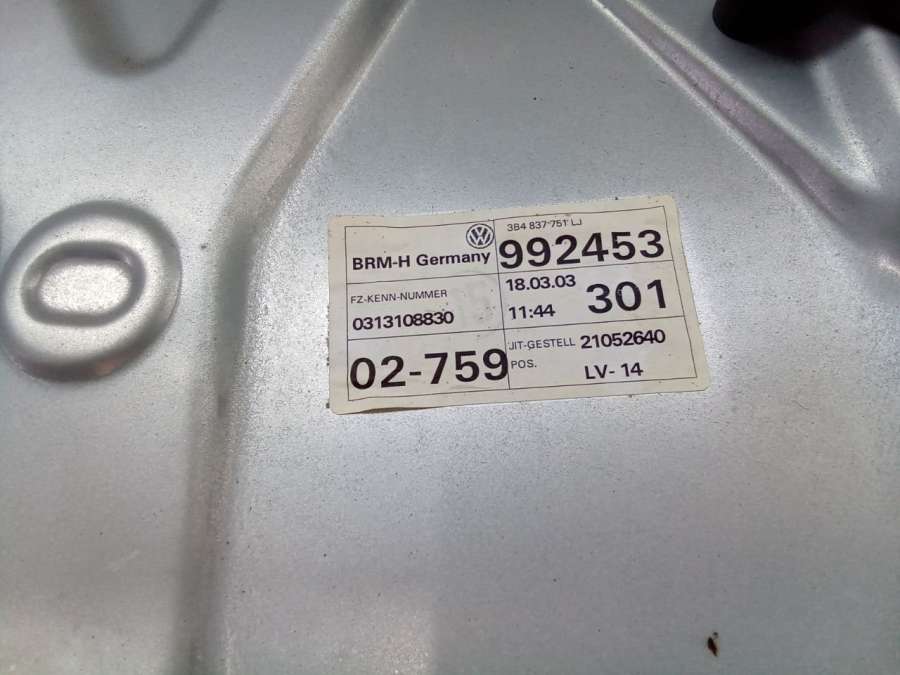 3B4 837 751 LJ
BRM-H Germany 992453
FZ-KENN-NUMMER
0313108830
18.03.03
11:44 301
02-759
JIT-GESTELL 21052640
POS. LV- 14